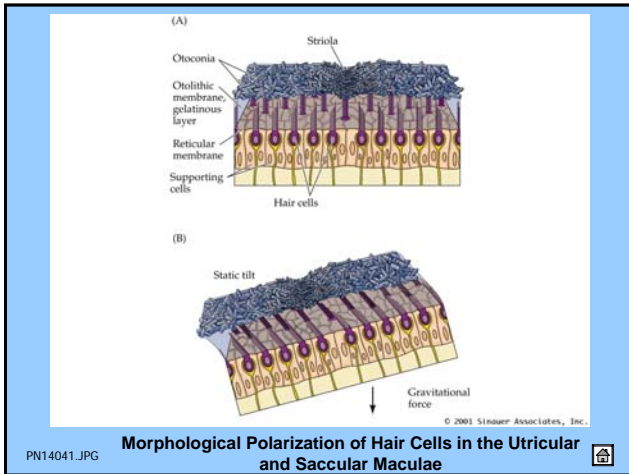 (A)
Striola
Otoconia
Otolithic
membrane,
gelatinous
layer
Reticular
membrane
Supporting
cells
Hair cells
(B)
Static tilt
Gravitational
force
© 2001 Sinauer Associates, Inc.
PN14041.JPG
Morphological Polarization of Hair Cells in the Utricular
and Saccular Maculae